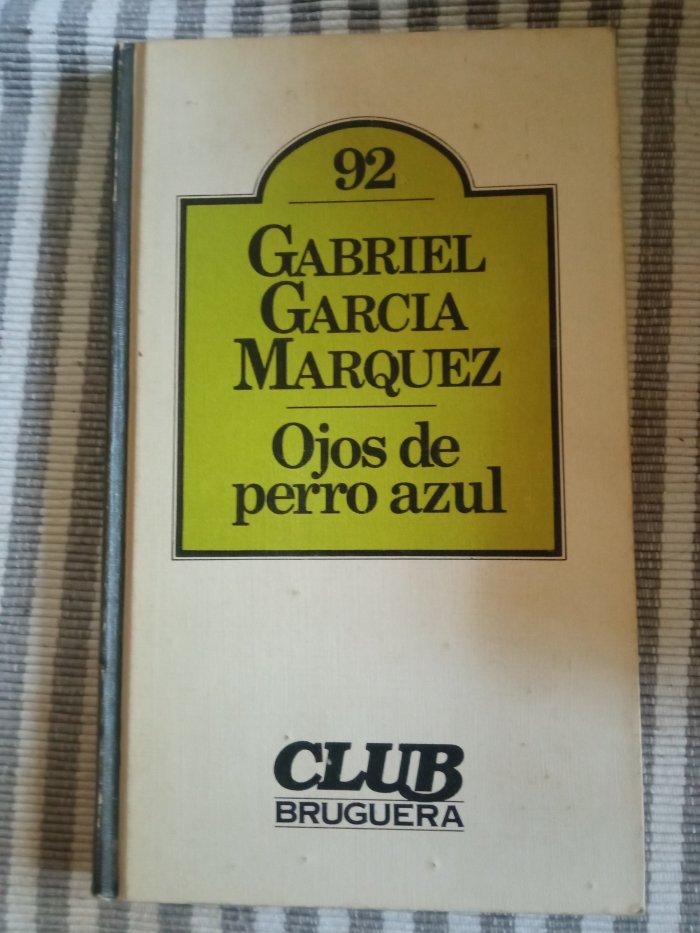 92
GABRIEL
GARCIA
MARQUEZ
Ojos de
perro azul
CLUB
BRUGUERA